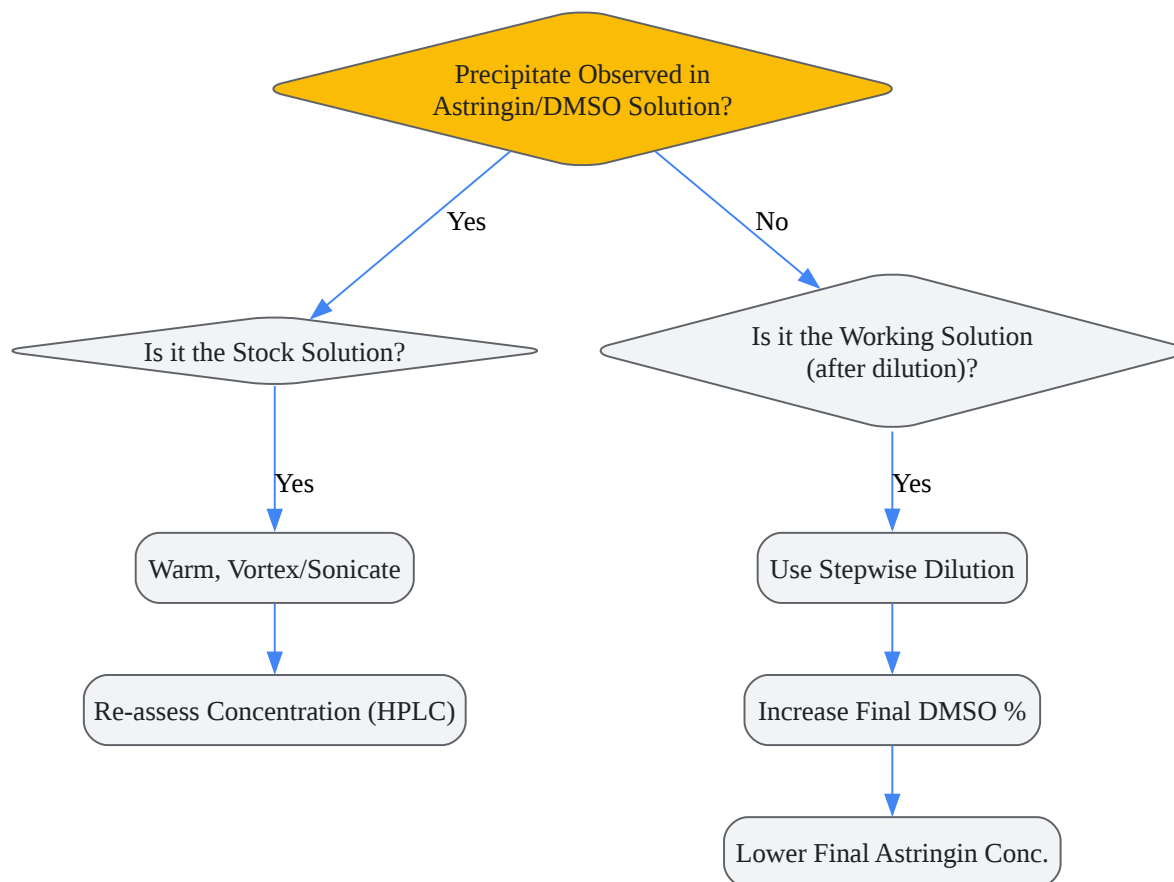 Precipitate Observed in
Astringin/DMSO Solution?
Yes
No
Is it the Stock Solution?
Is it the Working Solution
(after dilution)?
Yes
Yes
Warm, Vortex/Sonicate
Use Stepwise Dilution
Re-assess Concentration (HPLC)
Increase Final DMSO %
Lower Final Astringin Conc.